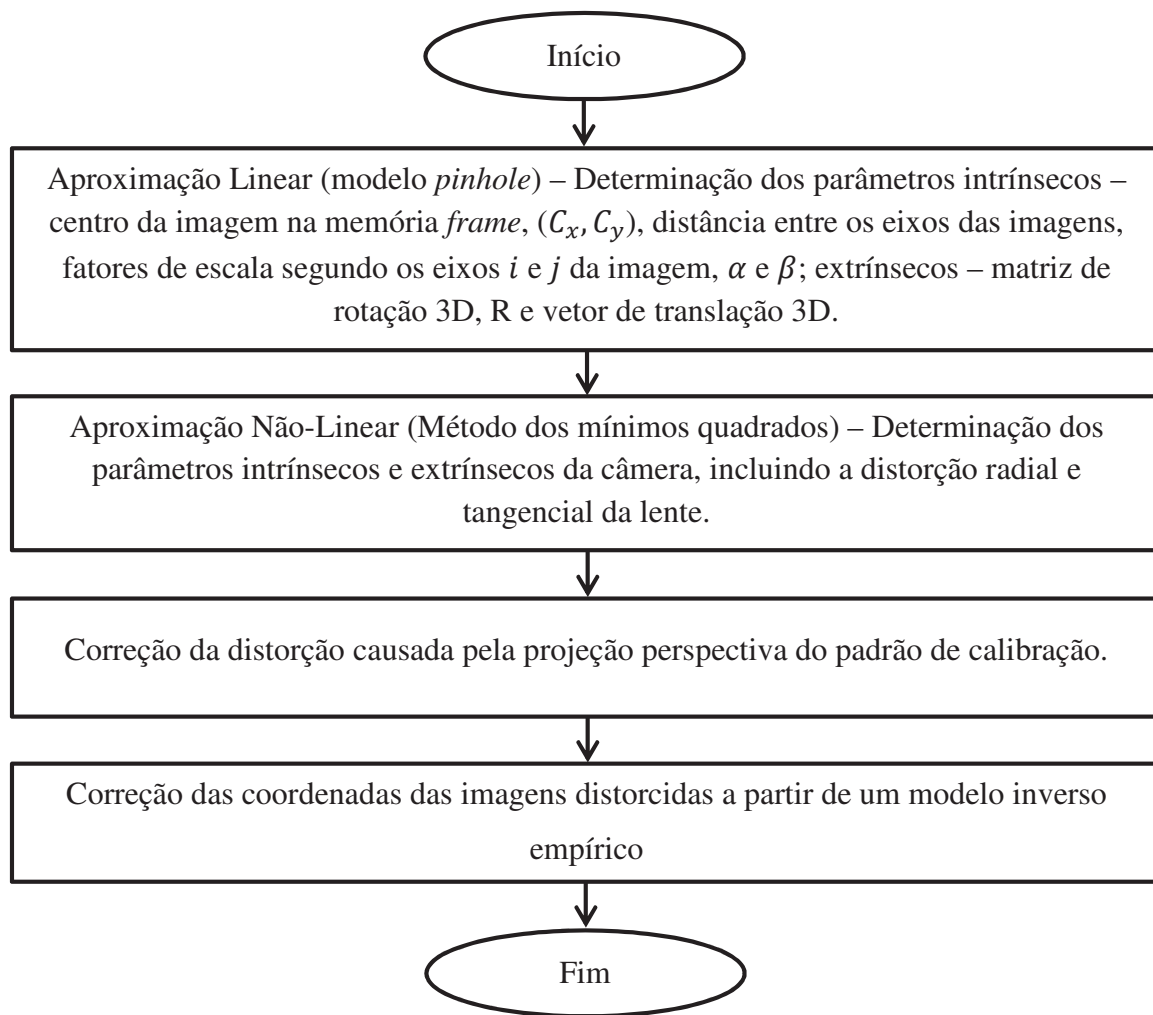 Início
Aproximação Linear (modelo pinhole) – Determinação dos parâmetros intrínsecos –
centro da imagem na memória frame, (C_x, C_y), distância entre os eixos das imagens,
fatores de escala segundo os eixos i e j da imagem, α e β; extrínsecos – matriz de
rotação 3D, R e vetor de translação 3D.
Aproximação Não-Linear (Método dos mínimos quadrados) – Determinação dos
parâmetros intrínsecos e extrínsecos da câmera, incluindo a distorção radial e
tangencial da lente.
Correção da distorção causada pela projeção perspectiva do padrão de calibração.
Correção das coordenadas das imagens distorcidas a partir de um modelo inverso
empírico
Fim